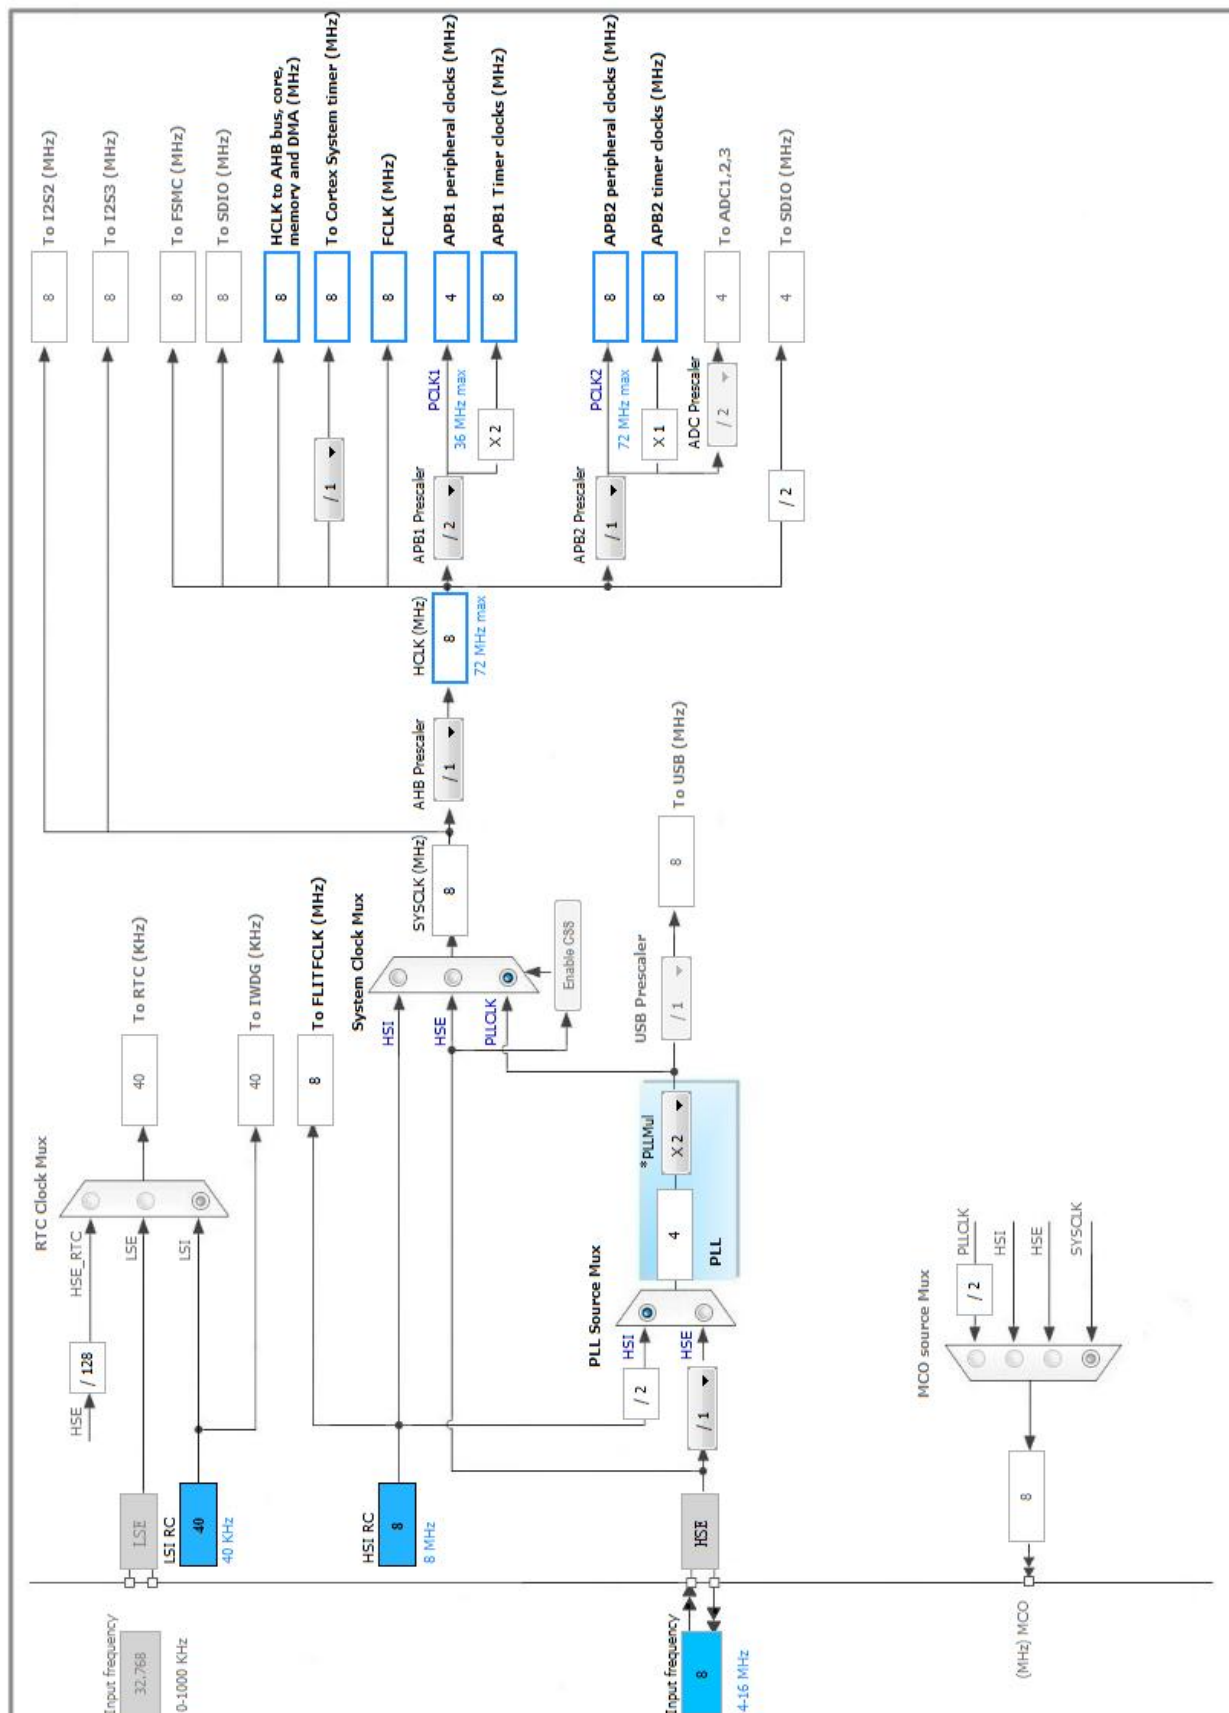 RTC Clock Mux
HSE
/ 128
HSE_RTC
LSE
LSI
40
To RTC (KHz)
40
To IWDG (KHz)
Input frequency
32.768
0-1000 KHz
LSE
LSI RC
40
40 KHz
8
To FLITFCLK (MHz)
HSI RC
8
8 MHz
System Clock Mux
HSI
HSE
PLLCLK
Enable CSS
SYSCLK (MHz)
8
AHB Prescaler
/ 1
HCLK (MHz)
8
72 MHz max
8
To I2S2 (MHz)
8
To I2S3 (MHz)
8
To FSMC (MHz)
8
To SDIO (MHz)
8
HCLK to AHB bus, core,
memory and DMA (MHz)
/ 1
8
To Cortex System timer (MHz)
8
FCLK (MHz)
APB1 Prescaler
/ 2
PCLK1
36 MHz max
4
APB1 peripheral clocks (MHz)
X 2
8
APB1 Timer clocks (MHz)
APB2 Prescaler
/ 1
PCLK2
72 MHz max
8
APB2 peripheral clocks (MHz)
X 1
8
APB2 timer clocks (MHz)
ADC Prescaler
/ 2
4
To ADC1,2,3
/ 2
4
To SDIO (MHz)
Input frequency
8
4-16 MHz
HSE
/ 1
/ 2
PLL Source Mux
HSI
HSE
4
*PLLMul
X 2
PLL
USB Prescaler
/ 1
8
To USB (MHz)
MCO source Mux
PLLCLK
/ 2
HSI
HSE
SYSCLK
8
(MHz) MCO